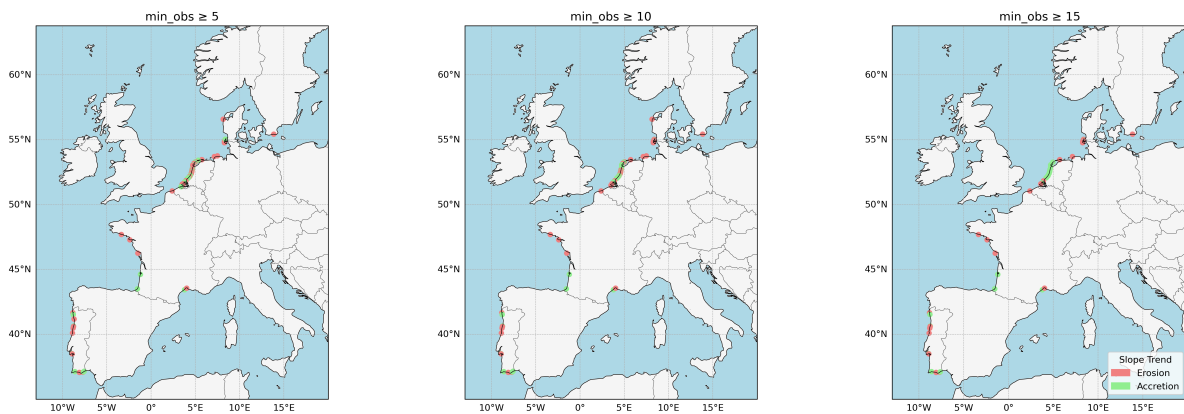 min_obs ≥ 5
min_obs ≥ 10
min_obs ≥ 15
60°N
55°N
50°N
45°N
40°N
10°W 5°W 0° 5°E 10°E 15°E
60°N
55°N
50°N
45°N
40°N
10°W 5°W 0° 5°E 10°E 15°E
60°N
55°N
50°N
45°N
40°N
10°W 5°W 0° 5°E 10°E 15°E
Slope Trend
Erosion
Accretion